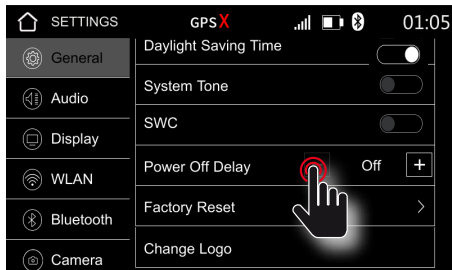 SETTINGS GPSX 01:05
General
Audio
Display
WLAN
Bluetooth
Camera
Daylight Saving Time
System Tone
SWC
Power Off Delay Off +
Factory Reset
Change Logo